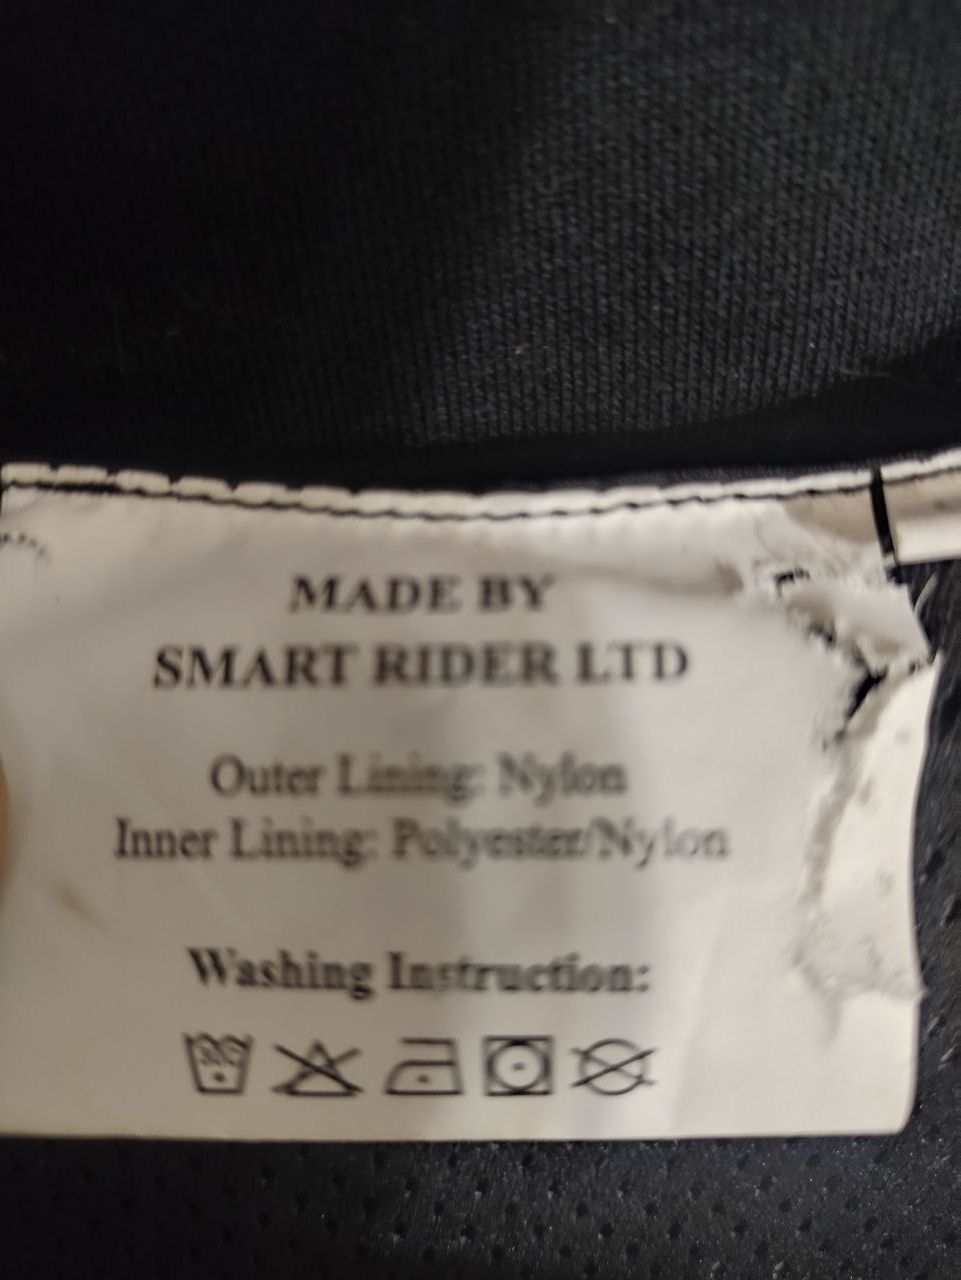 MADE BY
SMART RIDER LTD
Outer Lining: Nylon
Inner Lining: Polyester/Nylon
Washing Instruction: